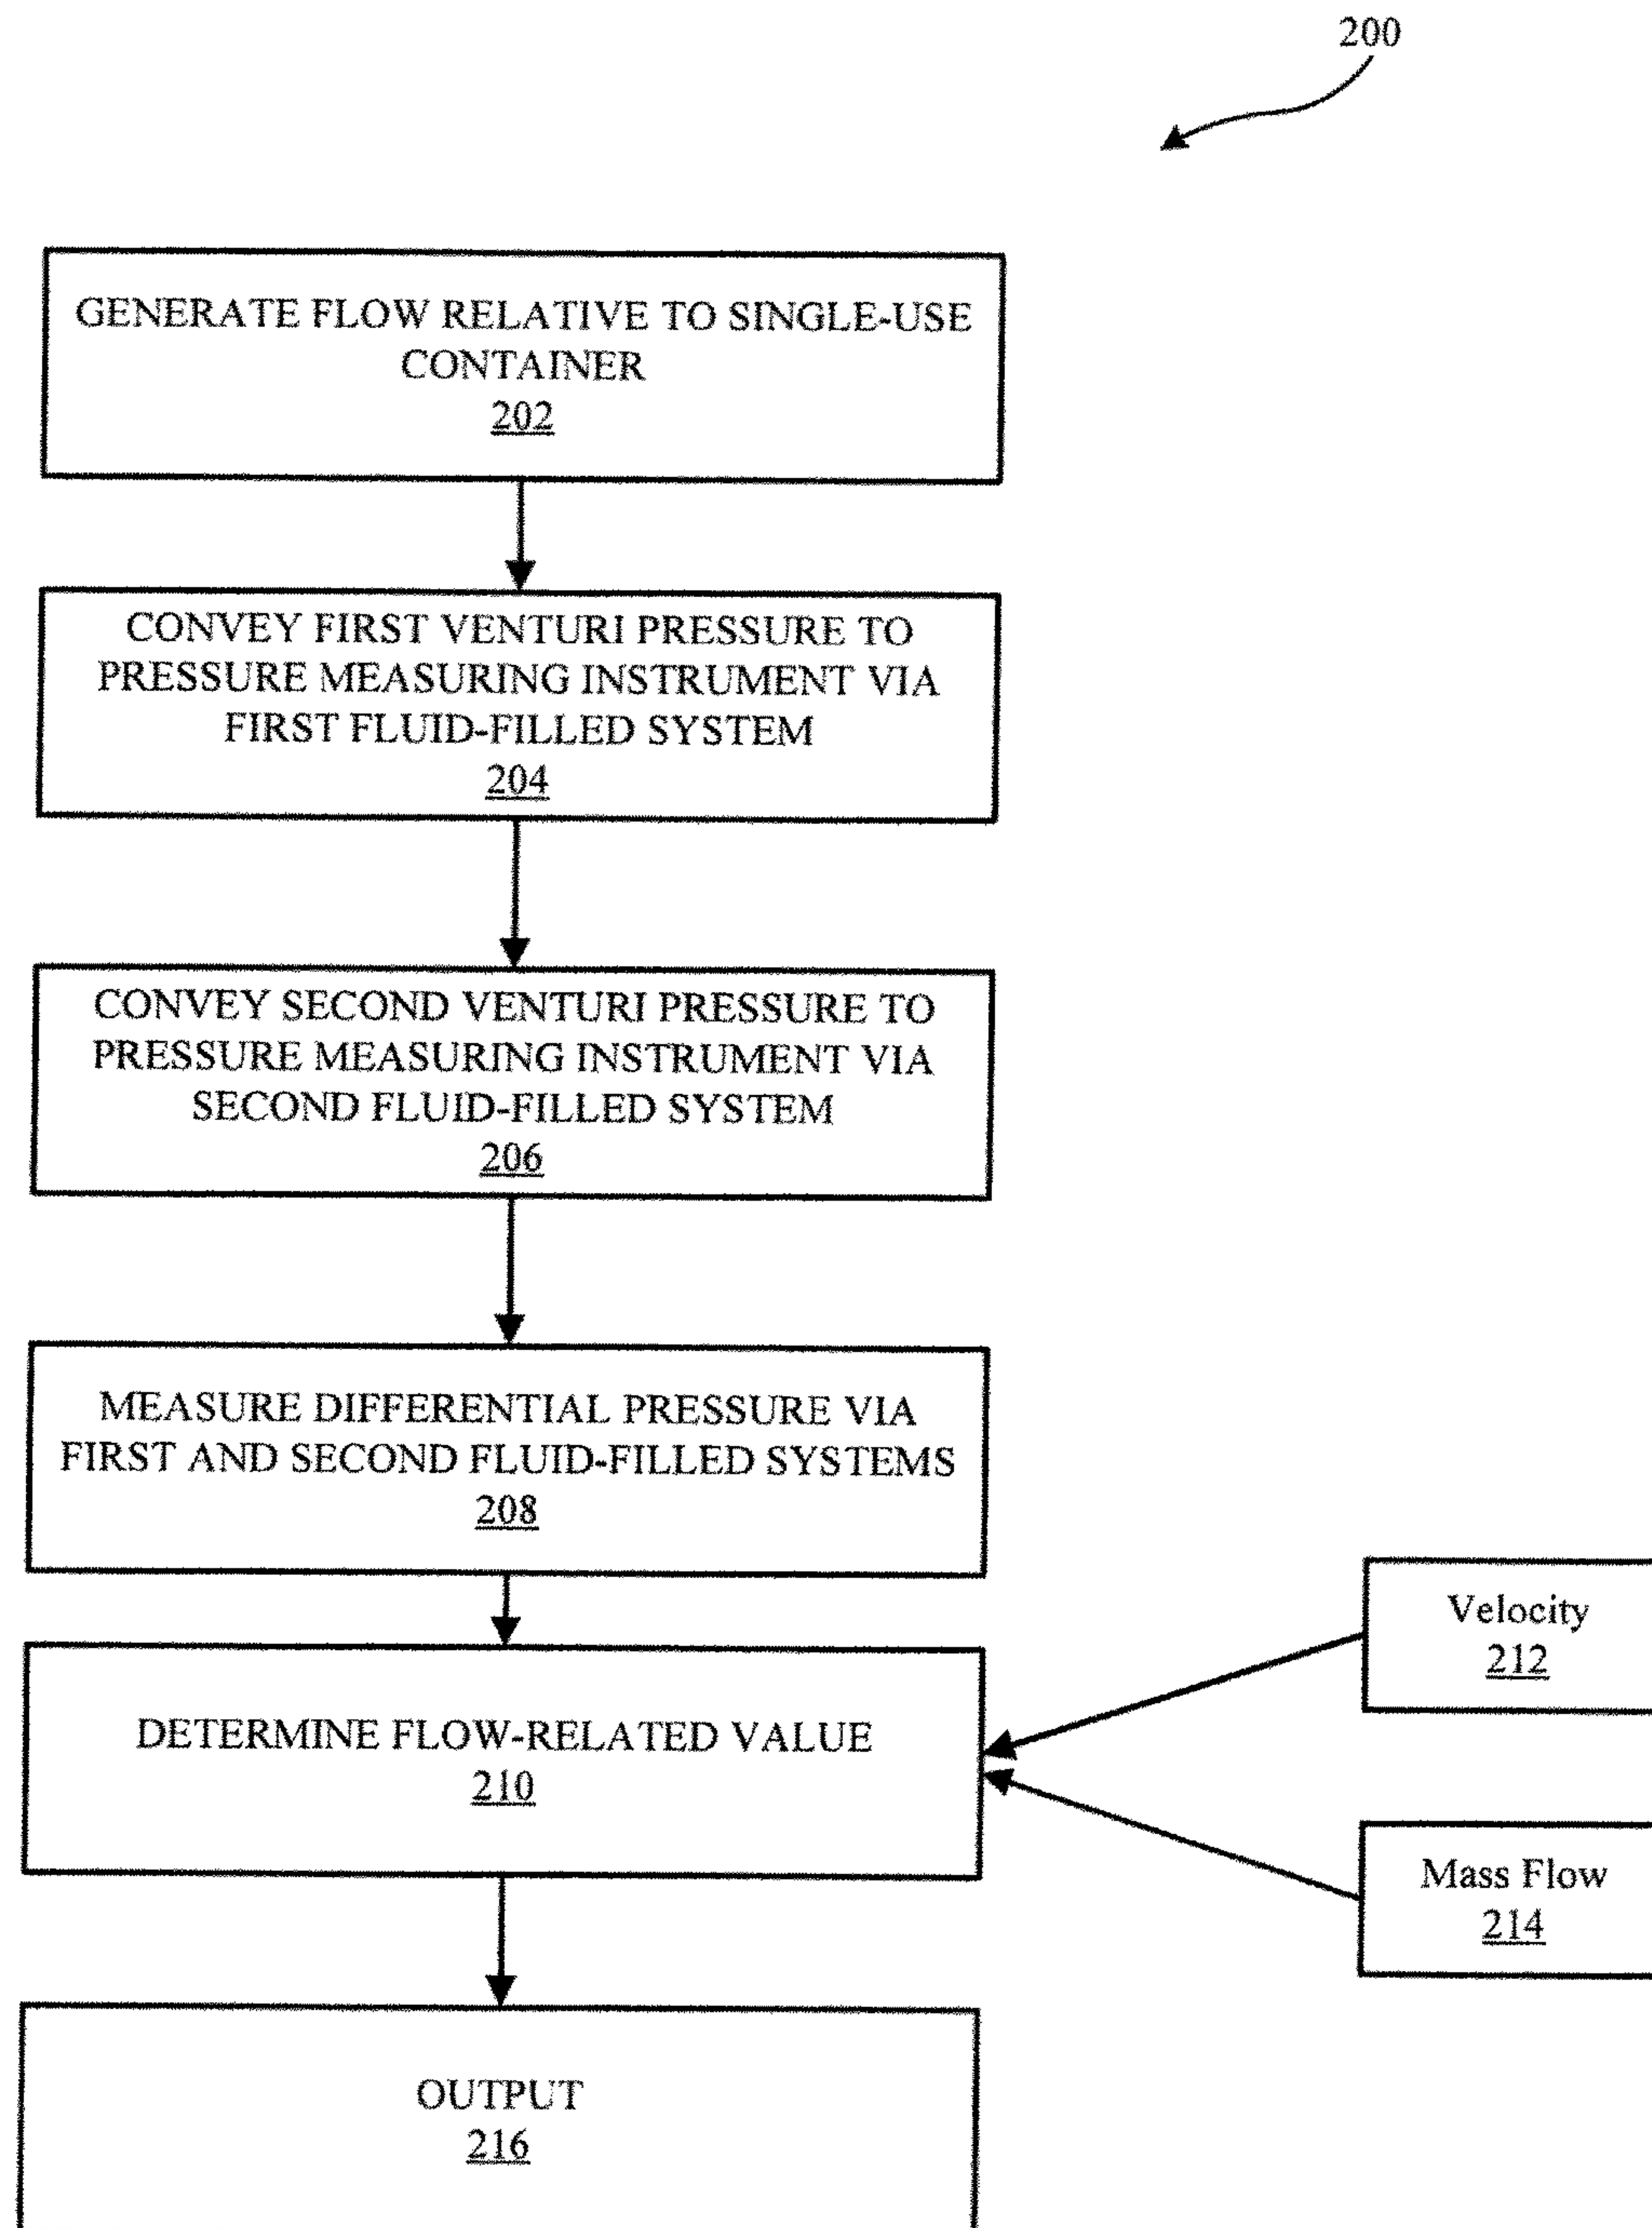 200
GENERATE FLOW RELATIVE TO SINGLE-USE
CONTAINER
202
CONVEY FIRST VENTURI PRESSURE TO
PRESSURE MEASURING INSTRUMENT VIA
FIRST FLUID-FILLED SYSTEM
204
CONVEY SECOND VENTURI PRESSURE TO
PRESSURE MEASURING INSTRUMENT VIA
SECOND FLUID-FILLED SYSTEM
206
MEASURE DIFFERENTIAL PRESSURE VIA
FIRST AND SECOND FLUID-FILLED SYSTEMS
208
DETERMINE FLOW-RELATED VALUE
210
Velocity
212
Mass Flow
214
OUTPUT
216